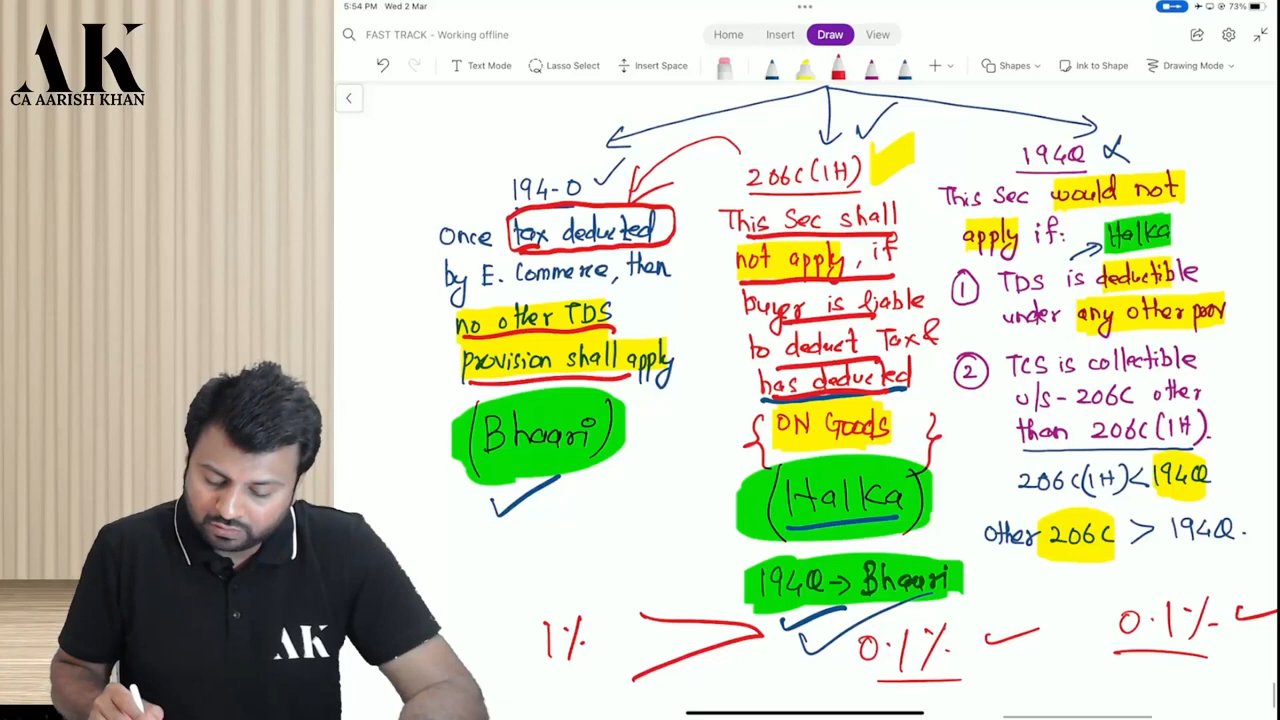 5:54 PM Wed 2 Mar
73%
AK
CA AARISH KHAN
FAST TRACK - Working offline
Home Insert Draw View
Text Mode Lasso Select Insert Space Shapes Ink to Shape Drawing Mode
194-O
Once tax deducted
by E. Commerce, then
no other TDS
provision shall apply
(Bhaari)
1%
206C(1H)
This Sec shall
not apply, if
buyer is liable
to deduct Tax &
has deducted
{ ON Goods }
(Halka)
194Q → Bhaari
0.1%
194Q
This Sec would not
apply if: Halka
1 TDS is deductible
under any other prov
2 TCS is collectible
u/s-206C other
than 206C(1H).
206C(1H) < 194Q
other 206C > 194Q.
0.1%
AK